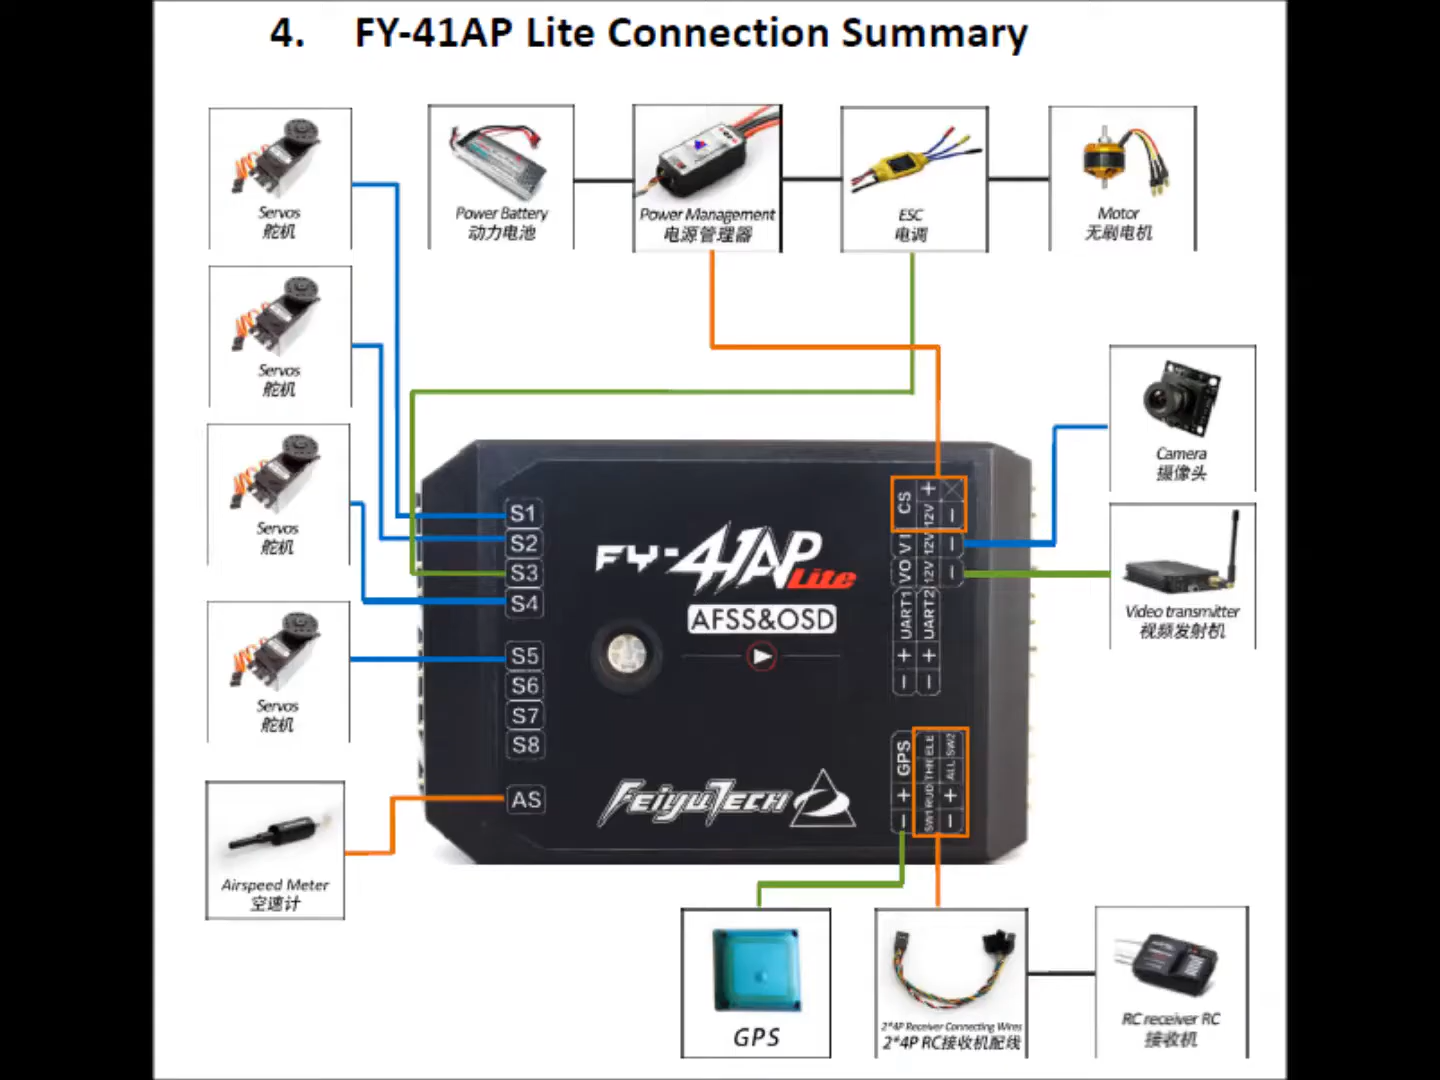 4. FY-41AP Lite Connection Summary
Servos
舵机
Power Battery
动力电池
Power Management
电源管理器
ESC
电调
Motor
无刷电机
Servos
舵机
Servos
舵机
Servos
舵机
Camera
摄像头
Video transmitter
视频发射机
S1
S2
S3
S4
S5
S6
S7
S8
AS
FY-41AP Lite
AFSS&OSD
FEIYUTECH
CS 12V + -
VI 12V -
VO 12V -
UART1 + -
UART2 + -
GPS + -
ELE THR RUD SW1
SW2 + -
Airspeed Meter
空速计
GPS
2*4P Receiver Connecting Wires
2*4P RC接收机配线
RC receiver RC
接收机